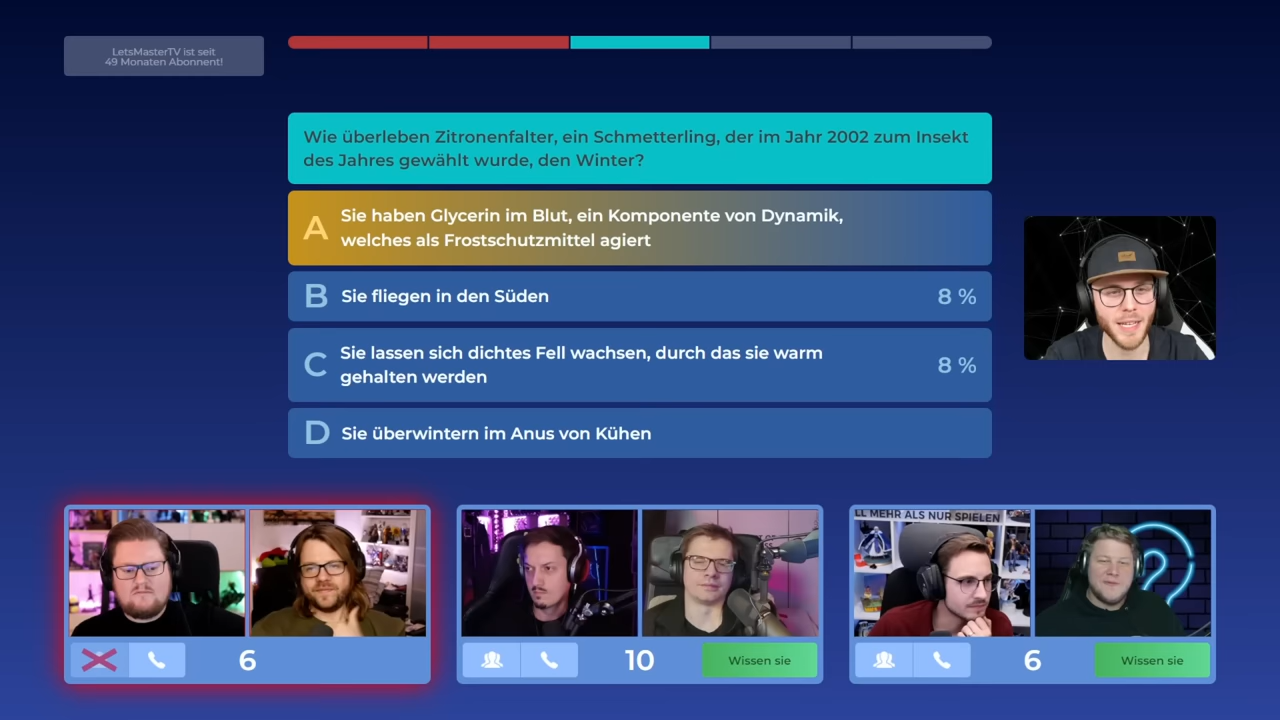 LetsMasterTV ist seit
49 Monaten Abonnent!
Wie überleben Zitronenfalter, ein Schmetterling, der im Jahr 2002 zum Insekt
des Jahres gewählt wurde, den Winter?
A
Sie haben Glycerin im Blut, ein Komponente von Dynamik,
welches als Frostschutzmittel agiert
B Sie fliegen in den Süden 8 %
C
Sie lassen sich dichtes Fell wachsen, durch das sie warm
gehalten werden
8 %
D Sie überwintern im Anus von Kühen
LL MEHR ALS NUR SPIELEN
6
10
Wissen sie
6
Wissen sie